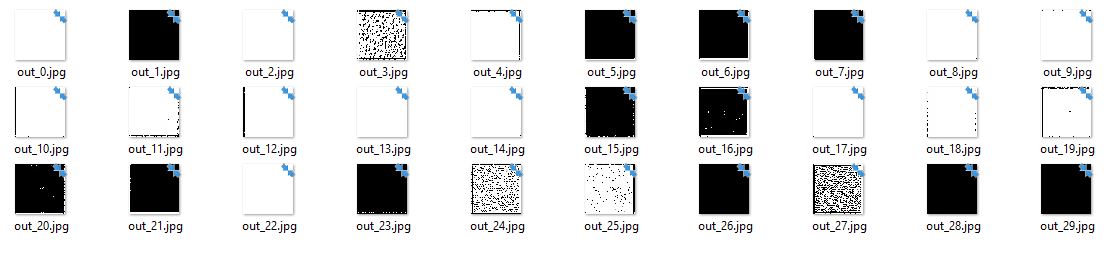 out_0.jpg out_1.jpg out_2.jpg out_3.jpg out_4.jpg out_5.jpg out_6.jpg out_7.jpg out_8.jpg out_9.jpg
out_10.jpg out_11.jpg out_12.jpg out_13.jpg out_14.jpg out_15.jpg out_16.jpg out_17.jpg out_18.jpg out_19.jpg
out_20.jpg out_21.jpg out_22.jpg out_23.jpg out_24.jpg out_25.jpg out_26.jpg out_27.jpg out_28.jpg out_29.jpg